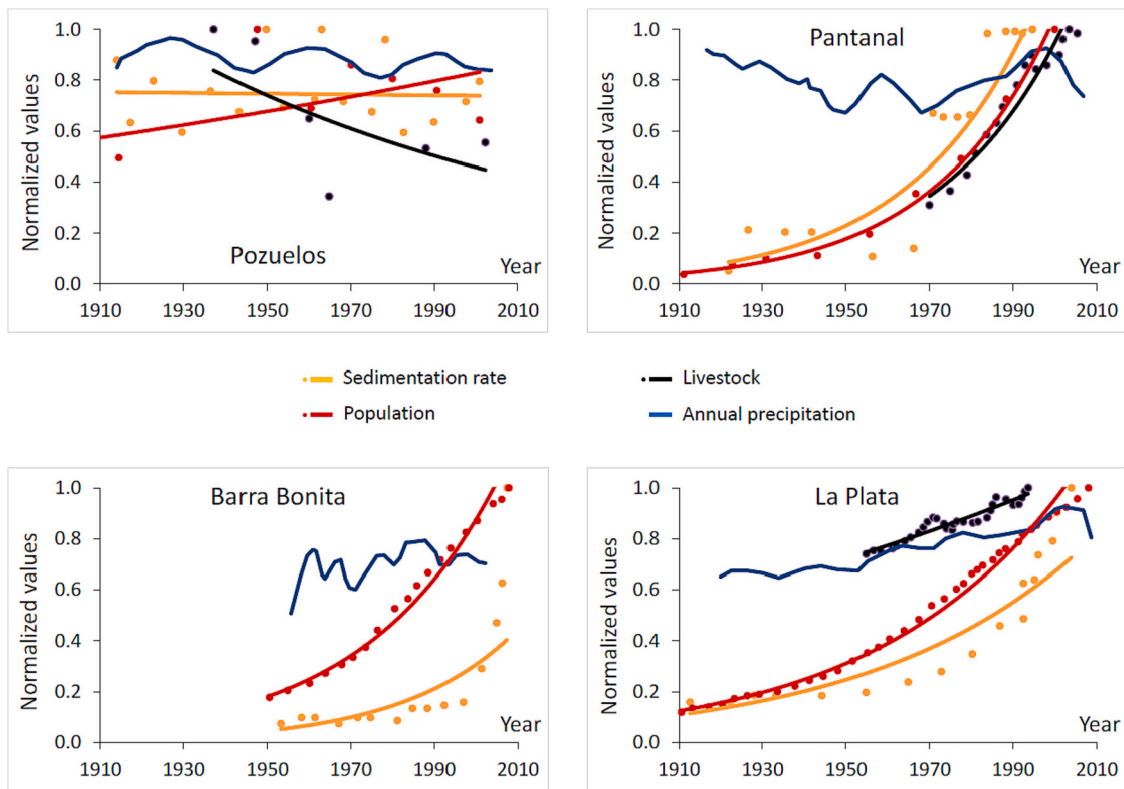 Normalized values
1.0
0.8
0.6
0.4
0.2
0.0
Pozuelos
Year
1910 1930 1950 1970 1990 2010
Normalized values
1.0
0.8
0.6
0.4
0.2
0.0
Pantanal
Year
1910 1930 1950 1970 1990 2010
Sedimentation rate
Livestock
Population
Annual precipitation
Normalized values
1.0
0.8
0.6
0.4
0.2
0.0
Barra Bonita
Year
1910 1930 1950 1970 1990 2010
Normalized values
1.0
0.8
0.6
0.4
0.2
0.0
La Plata
Year
1910 1930 1950 1970 1990 2010